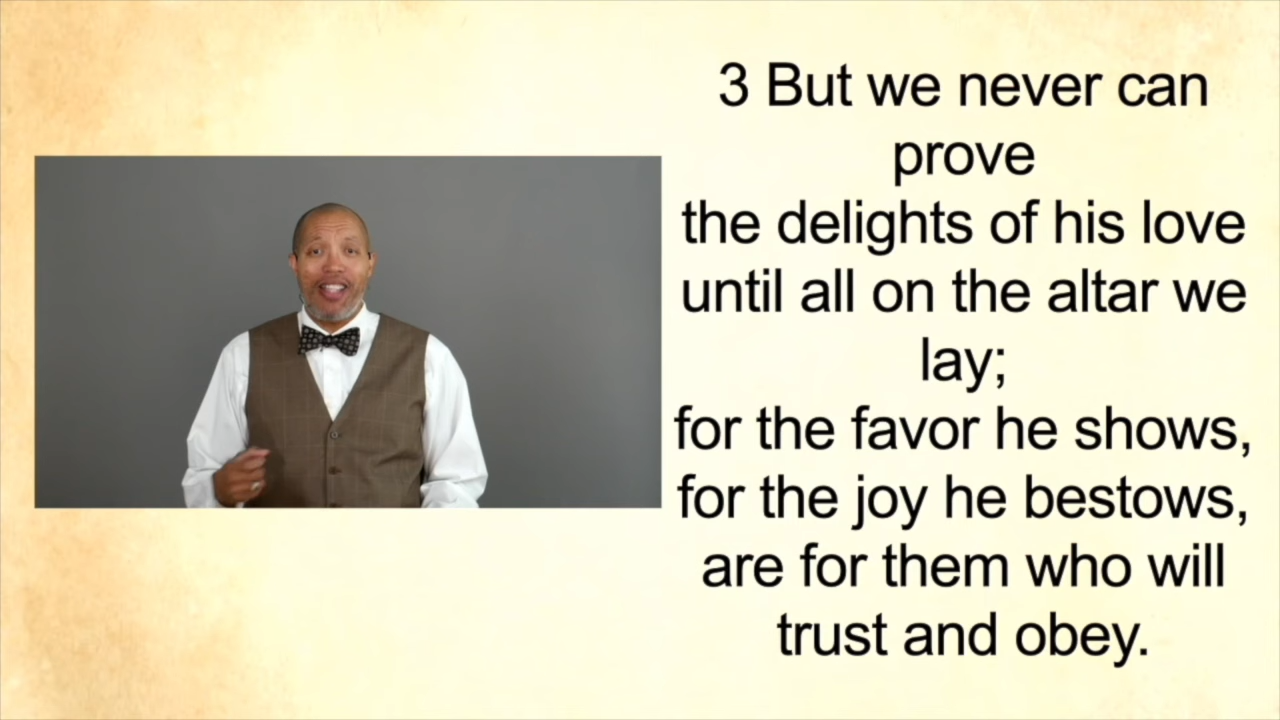 3 But we never can
prove
the delights of his love
until all on the altar we
lay;
for the favor he shows,
for the joy he bestows,
are for them who will
trust and obey.